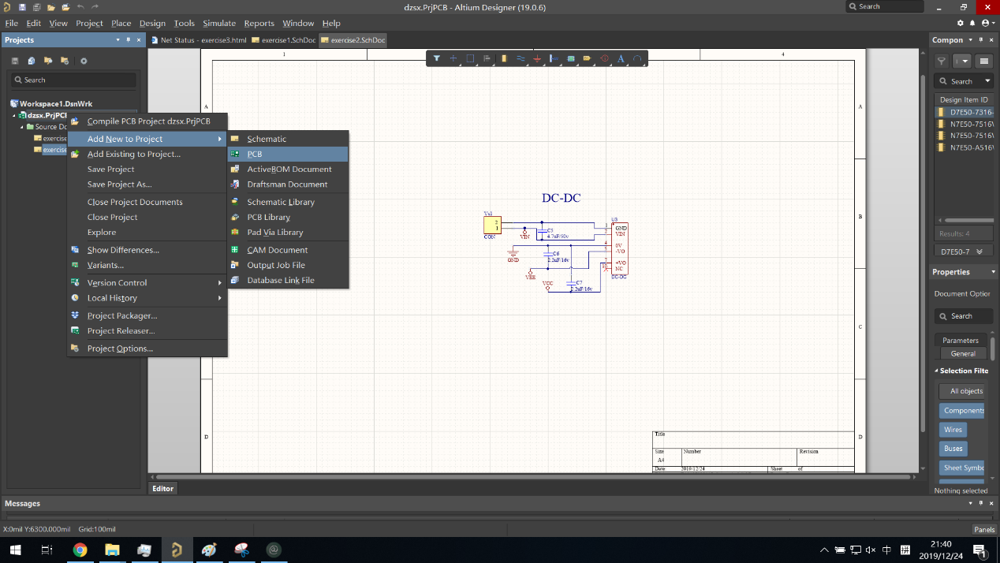 dzsx.PrjPCB - Altium Designer (19.0.6)
Search
File Edit View Project Place Design Tools Simulate Reports Window Help
Projects
Net Status - exercise3.html
exercise1.SchDoc
exercise2.SchDoc
Compon
Search
Workspace1.DsnWrk
dzsx.PrjPCB
Source Do
exercise
exercise
Compile PCB Project dzsx.PrjPCB
Add New to Project
Add Existing to Project...
Save Project
Save Project As...
Close Project Documents
Close Project
Explore
Show Differences...
Variants...
Version Control
Local History
Project Packager...
Project Releaser...
Project Options...
Schematic
PCB
ActiveBOM Document
Draftsman Document
Schematic Library
PCB Library
Pad Via Library
CAM Document
Output Job File
Database Link File
1
4
A
A
B
C
D
D
DC-DC
Vs1
2
1
CON
VIN
C5
4.7uF/50v
GND
C6
2.2uF/16v
VEE
VCC
C7
2.2uF/16v
U3
1
GND
2
VIN
4
0V
5
-VO
7
+VO
10
NC
DC-DC
Title
Size
Number
Revision
A4
Date:
2019/12/24
Sheet of
Search
Design Item ID
D7E50-7316-
N7E50-7516V
N7E50-7516V
N7E50-A516V
Results: 4
D7E50-7
Properties
Document Option
Search
Parameters
General
Selection Filte
All objects
Components
Wires
Buses
Sheet Symbo
Nothing selected
Editor
Messages
X:0mil Y:6300.000mil Grid:100mil
Panels
中
21:40
2019/12/24
1